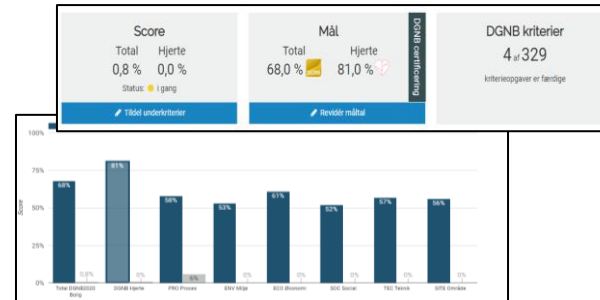 Score
Total Hjerte
0,8 % 0,0 %
Status: i gang
Tildel underkriterier
Mål
Total Hjerte
68,0 % 81,0 %
Revidér måltal
DGNB certificering
DGNB kriterier
4 af 329
kriterieopgaver er færdige
Score
100%
75%
50%
25%
0%
68% 0,8% 81% 0% 58% 6% 53% 0% 61% 0% 52% 0% 57% 0% 56% 0%
Total DGNB2020 DGNB Hjerte PRO Proces ENV Miljø ECO Økonomi SOC Social TEC Teknik SITE Område
Bolig